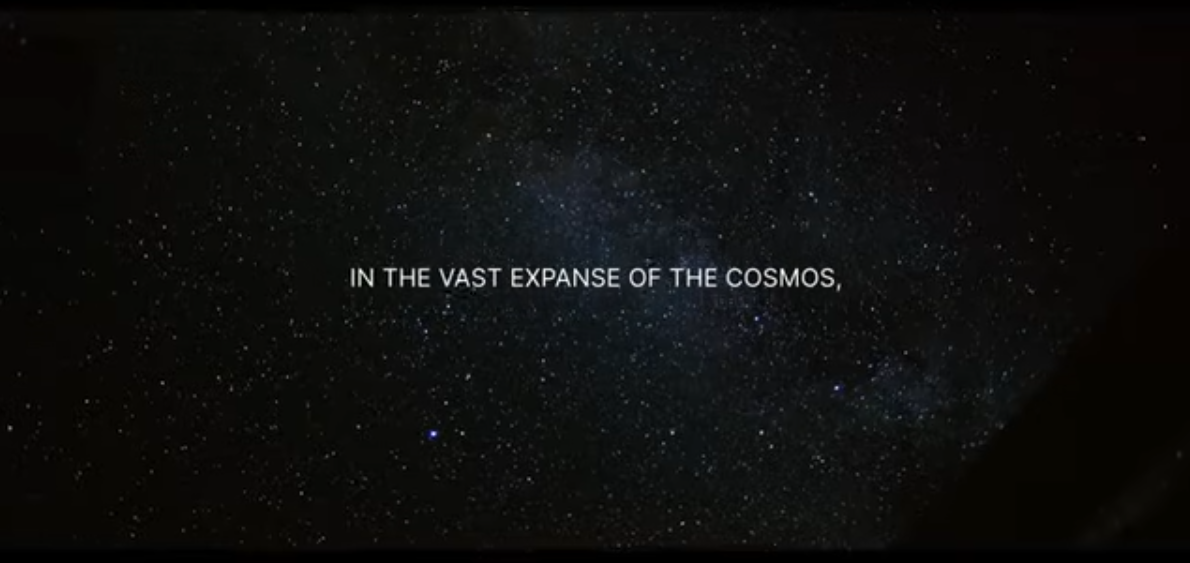 IN THE VAST EXPANSE OF THE COSMOS,